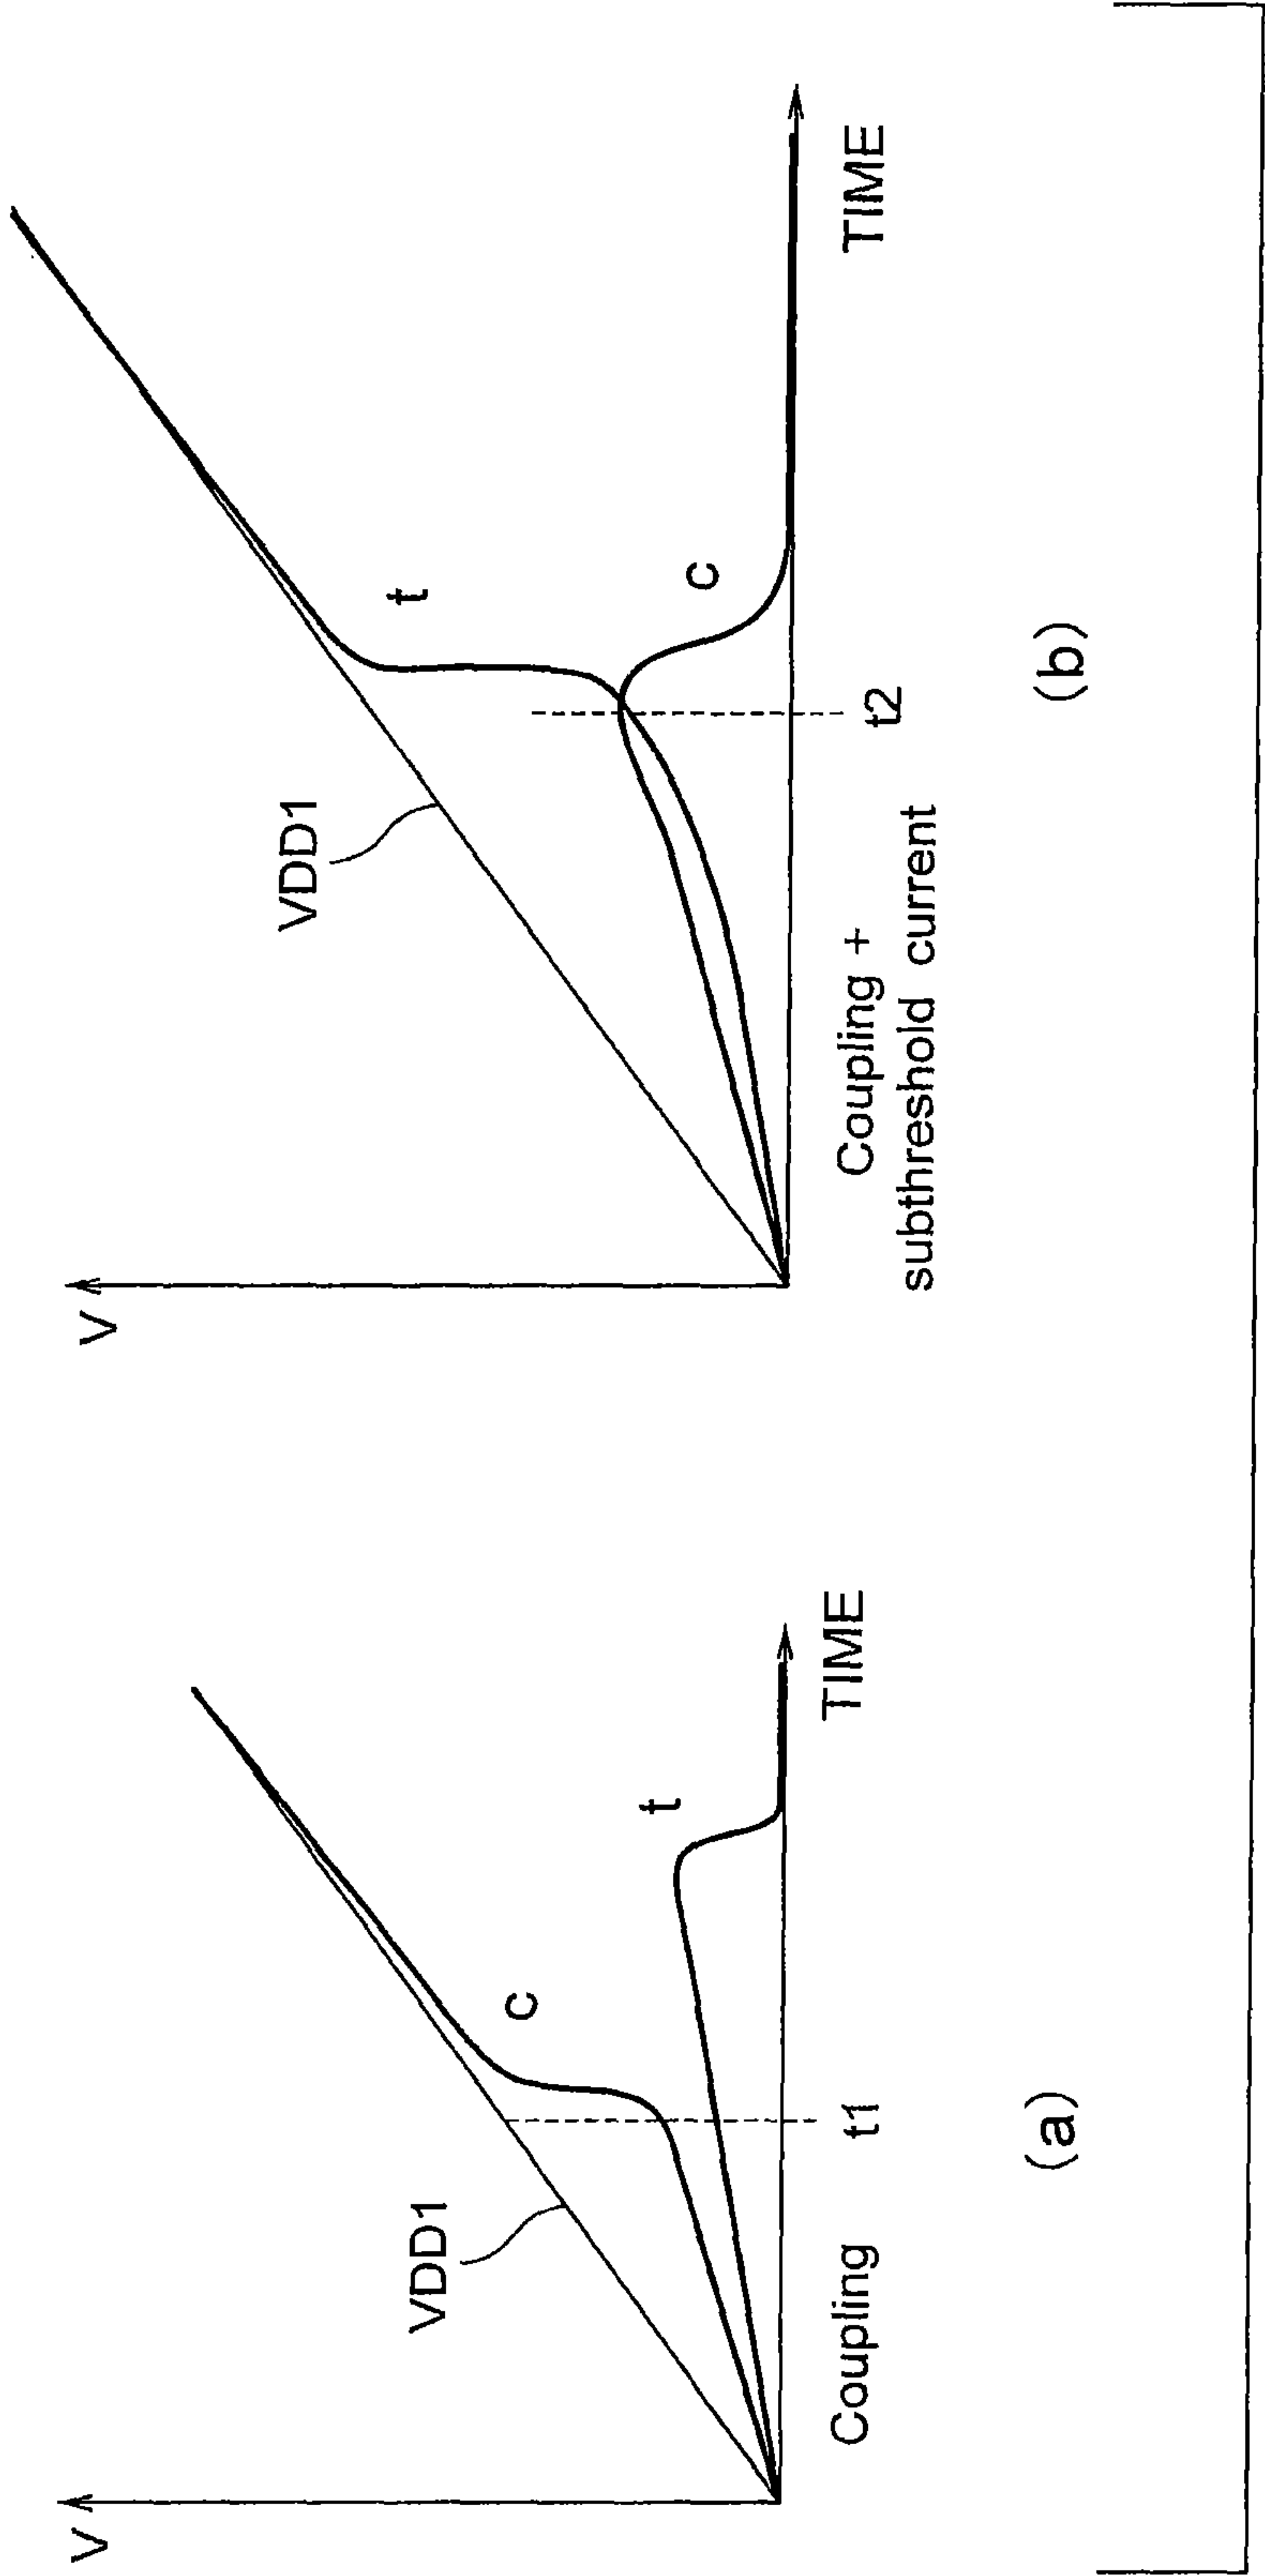 V
VDD1
c
t
TIME
Coupling
t1
(a)
V
VDD1
t
c
TIME
Coupling +
subthreshold current
t2
(b)